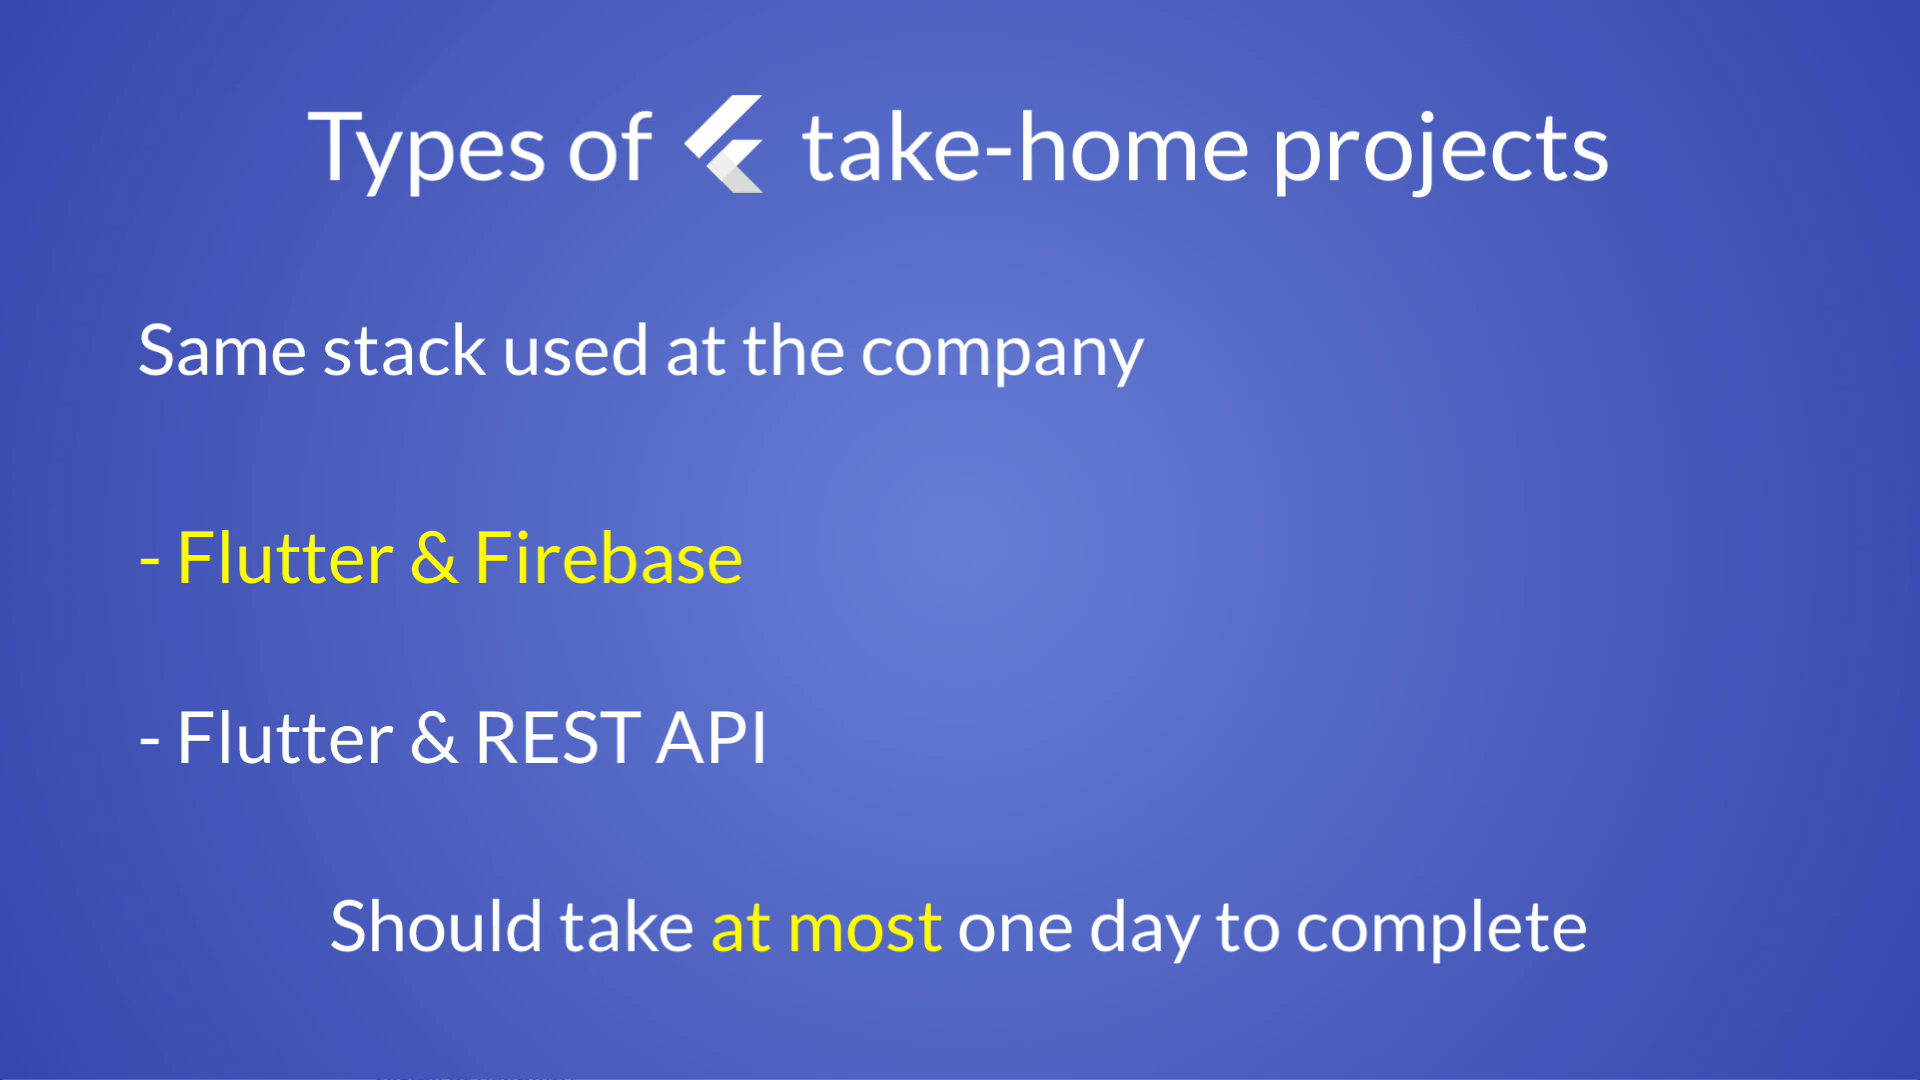 Types of take-home projects
Same stack used at the company
- Flutter & Firebase
- Flutter & REST API
Should take at most one day to complete